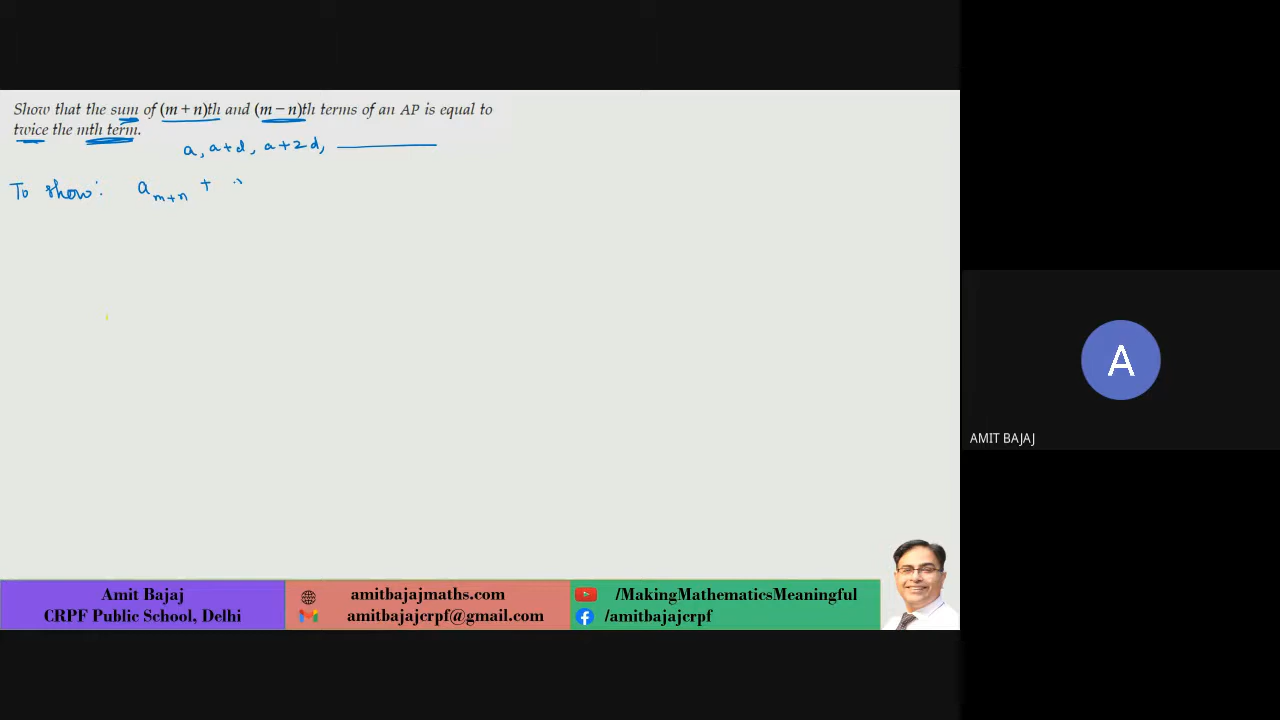 Show that the sum of (m + n)th and (m − n)th terms of an AP is equal to
twice the mth term.
a, a+d, a+2d,
To show: a_{m+n} +
A
AMIT BAJAJ
Amit Bajaj
CRPF Public School, Delhi
amitbajajmaths.com
amitbajajcrpf@gmail.com
/MakingMathematicsMeaningful
/amitbajajcrpf